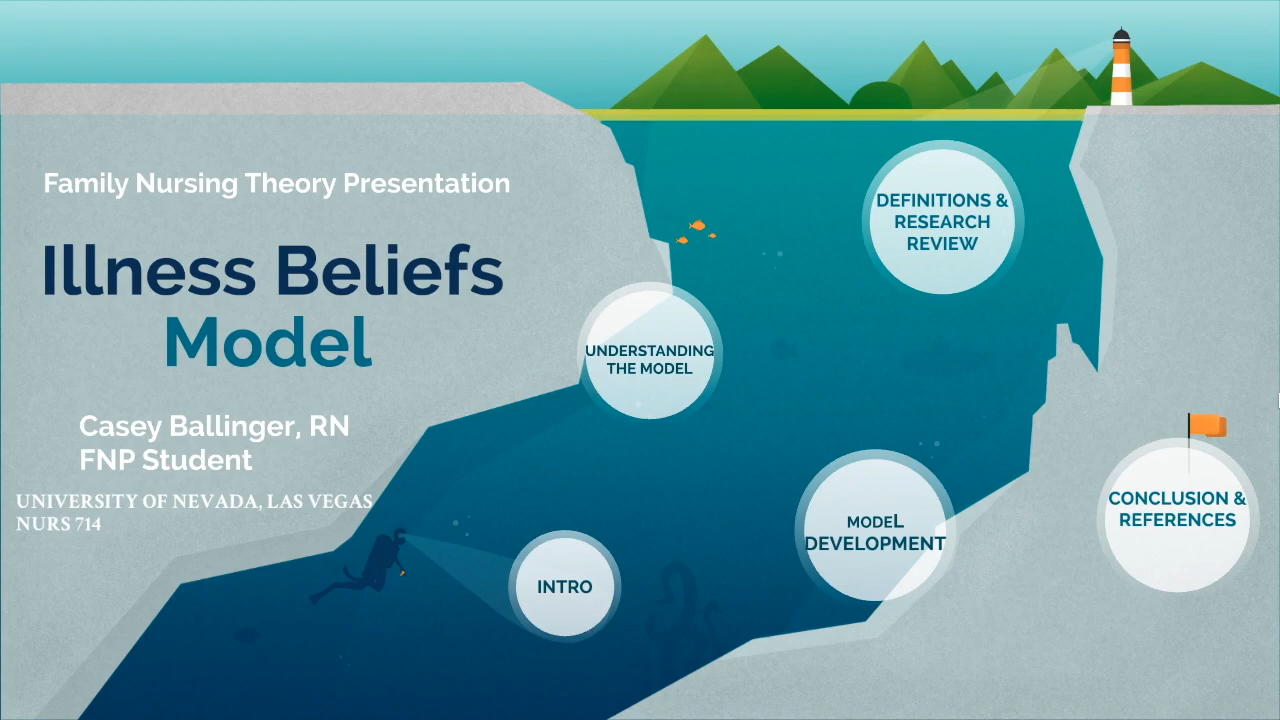 Family Nursing Theory Presentation
Illness Beliefs
Model
Casey Ballinger, RN
FNP Student
UNIVERSITY OF NEVADA, LAS VEGAS
NURS 714
INTRO
UNDERSTANDING
THE MODEL
MODEL
DEVELOPMENT
DEFINITIONS &
RESEARCH
REVIEW
CONCLUSION &
REFERENCES